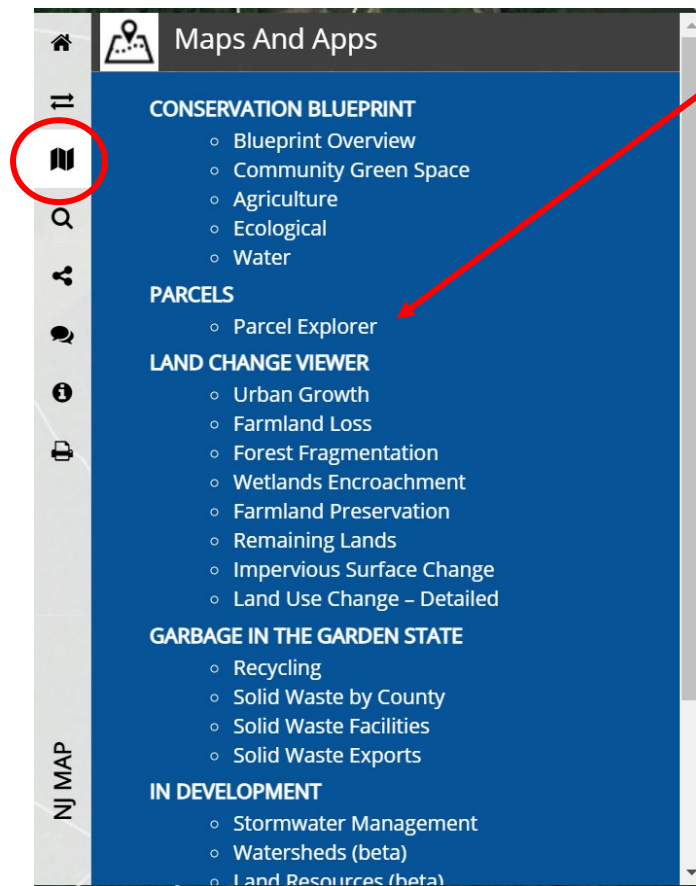 Maps And Apps
CONSERVATION BLUEPRINT
Blueprint Overview
Community Green Space
Agriculture
Ecological
Water
PARCELS
Parcel Explorer
LAND CHANGE VIEWER
Urban Growth
Farmland Loss
Forest Fragmentation
Wetlands Encroachment
Farmland Preservation
Remaining Lands
Impervious Surface Change
Land Use Change – Detailed
GARBAGE IN THE GARDEN STATE
Recycling
Solid Waste by County
Solid Waste Facilities
Solid Waste Exports
IN DEVELOPMENT
Stormwater Management
Watersheds (beta)
Land Resources (beta)
NJ MAP